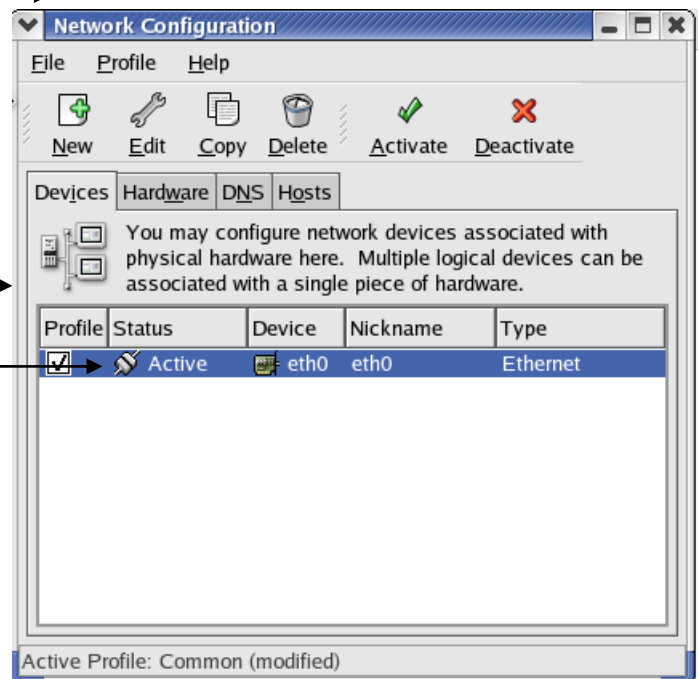 Network Configuration
File Profile Help
New Edit Copy Delete Activate Deactivate
Devices Hardware DNS Hosts
You may configure network devices associated with
physical hardware here. Multiple logical devices can be
associated with a single piece of hardware.
Profile Status Device Nickname Type
Active eth0 eth0 Ethernet
Active Profile: Common (modified)